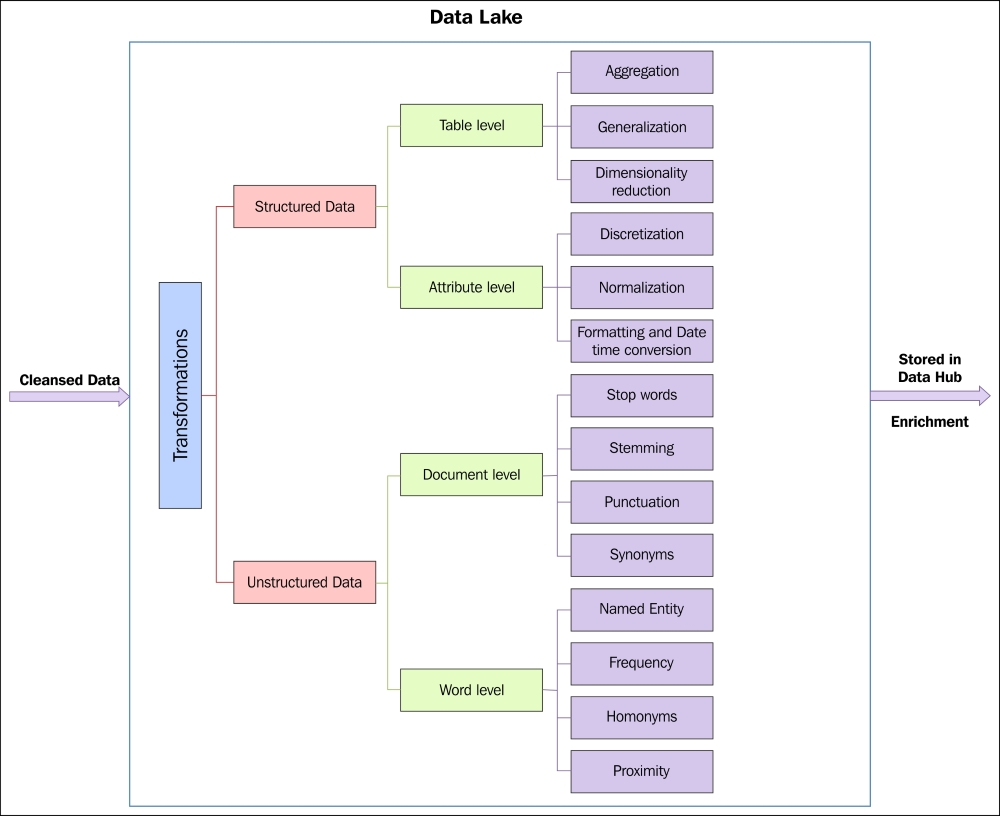 Data Lake
Cleansed Data
Transformations
Structured Data
Table level
Aggregation
Generalization
Dimensionality
reduction
Attribute level
Discretization
Normalization
Formatting and Date
time conversion
Unstructured Data
Document level
Stop words
Stemming
Punctuation
Synonyms
Word level
Named Entity
Frequency
Homonyms
Proximity
Stored in
Data Hub
Enrichment